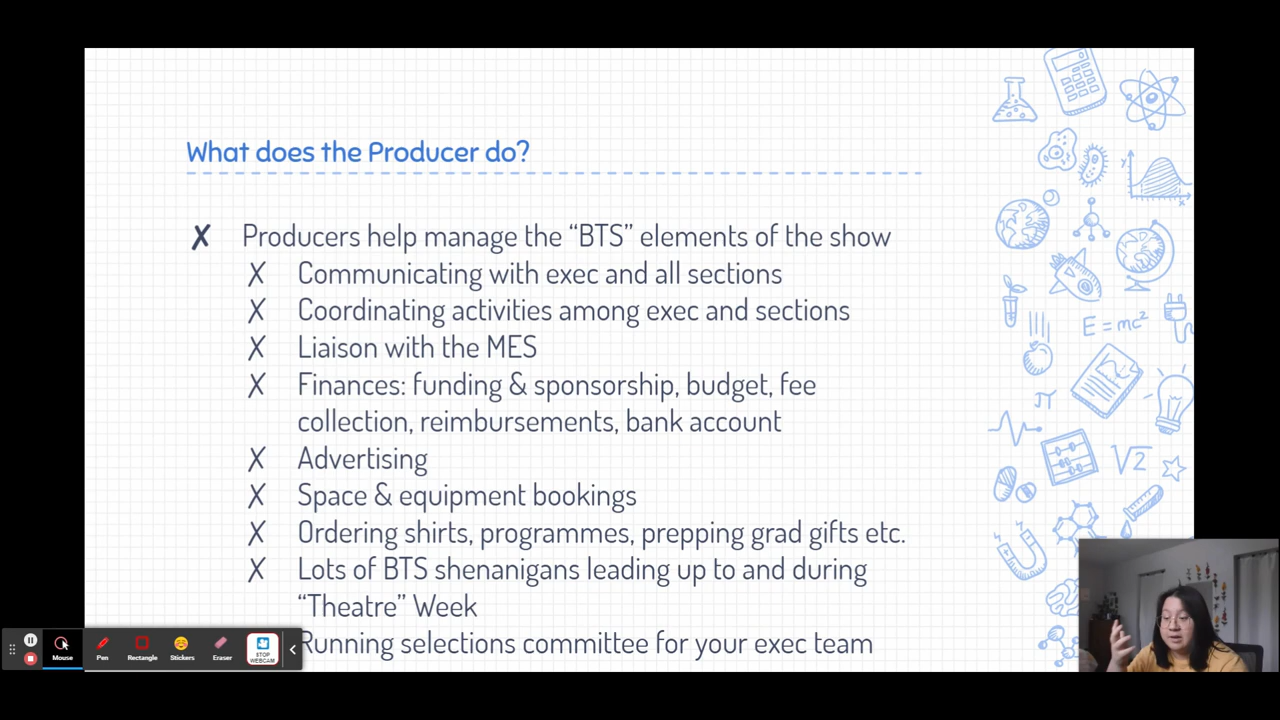 What does the Producer do?
✗ Producers help manage the “BTS” elements of the show
✗ Communicating with exec and all sections
✗ Coordinating activities among exec and sections
✗ Liaison with the MES
✗ Finances: funding & sponsorship, budget, fee
collection, reimbursements, bank account
✗ Advertising
✗ Space & equipment bookings
✗ Ordering shirts, programmes, prepping grad gifts etc.
✗ Lots of BTS shenanigans leading up to and during
“Theatre” Week
Running selections committee for your exec team
y
x
E=mc²
π
√2
Mouse
Pen
Rectangle
Stickers
Eraser
STOP
WEBCAM